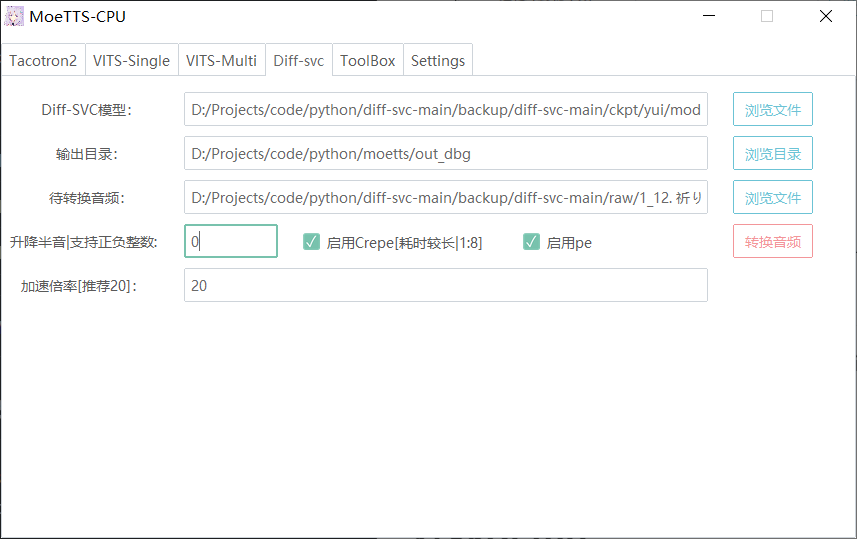 MoeTTS-CPU
Tacotron2 VITS-Single VITS-Multi Diff-svc ToolBox Settings
Diff-SVC模型： D:/Projects/code/python/diff-svc-main/backup/diff-svc-main/ckpt/yui/mod 浏览文件
输出目录： D:/Projects/code/python/moetts/out_dbg 浏览目录
待转换音频： D:/Projects/code/python/diff-svc-main/backup/diff-svc-main/raw/1_12. 祈り 浏览文件
升降半音|支持正负整数: 0 启用Crepe[耗时较长|1:8] 启用pe 转换音频
加速倍率[推荐20]： 20